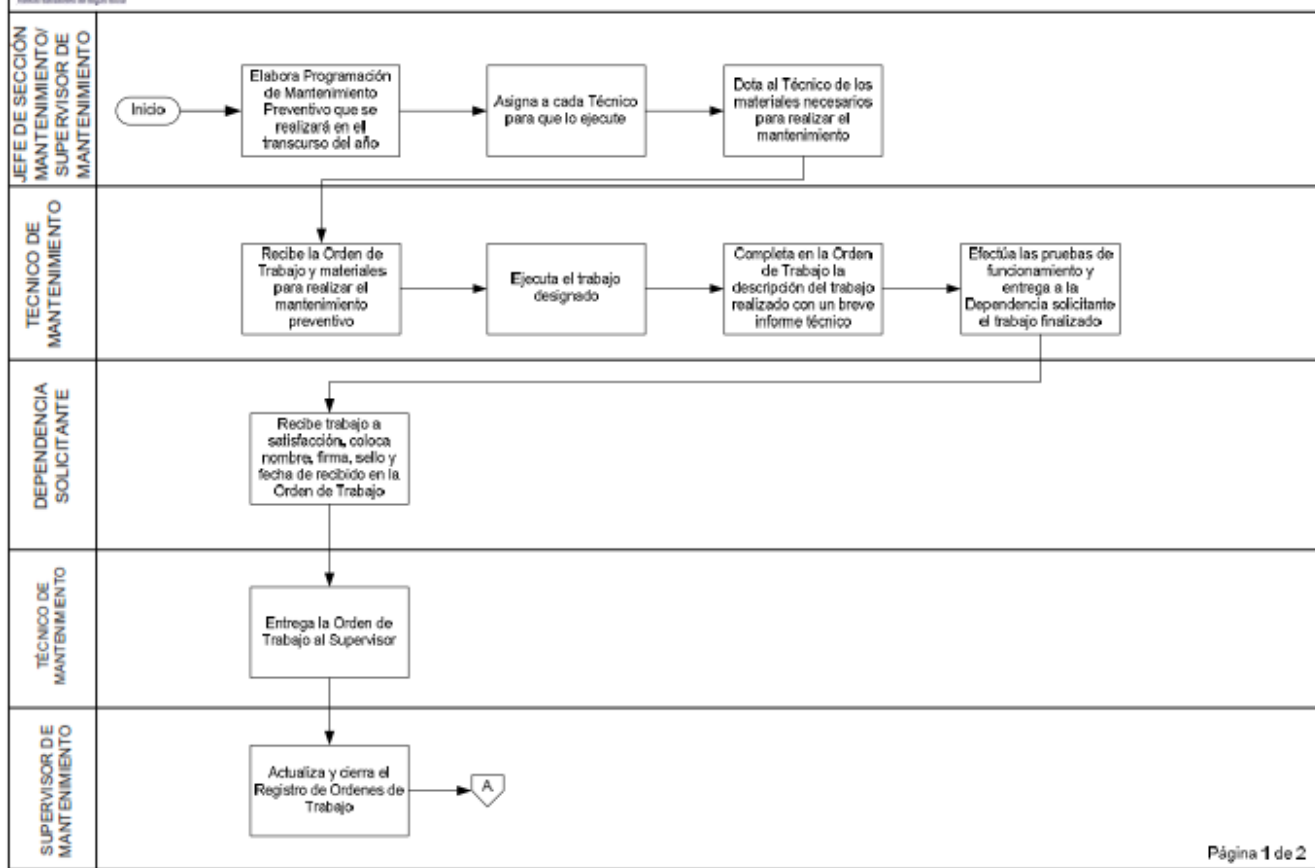 JEFE DE SECCIÓN
MANTENIMIENTO/
SUPERVISOR DE
MANTENIMIENTO
Inicio
Elabora Programación
de Mantenimiento
Preventivo que se
realizará en el
transcurso del año
Asigna a cada Técnico
para que lo ejecute
Dota al Técnico de los
materiales necesarios
para realizar el
mantenimiento
TECNICO DE
MANTENIMIENTO
Recibe la Orden de
Trabajo y materiales
para realizar el
mantenimiento
preventivo
Ejecuta el trabajo
designado
Completa en la Orden
de Trabajo la
descripción del trabajo
realizado con un breve
informe técnico
Efectúa las pruebas de
funcionamiento y
entrega a la
Dependencia solicitante
el trabajo finalizado
DEPENDENCIA
SOLICITANTE
Recibe trabajo a
satisfacción, coloca
nombre, firma, sello y
fecha de recibido en la
Orden de Trabajo
TÉCNICO DE
MANTENIMIENTO
Entrega la Orden de
Trabajo al Supervisor
SUPERVISOR DE
MANTENIMIENTO
Actualiza y cierra el
Registro de Ordenes de
Trabajo
A
Página 1 de 2